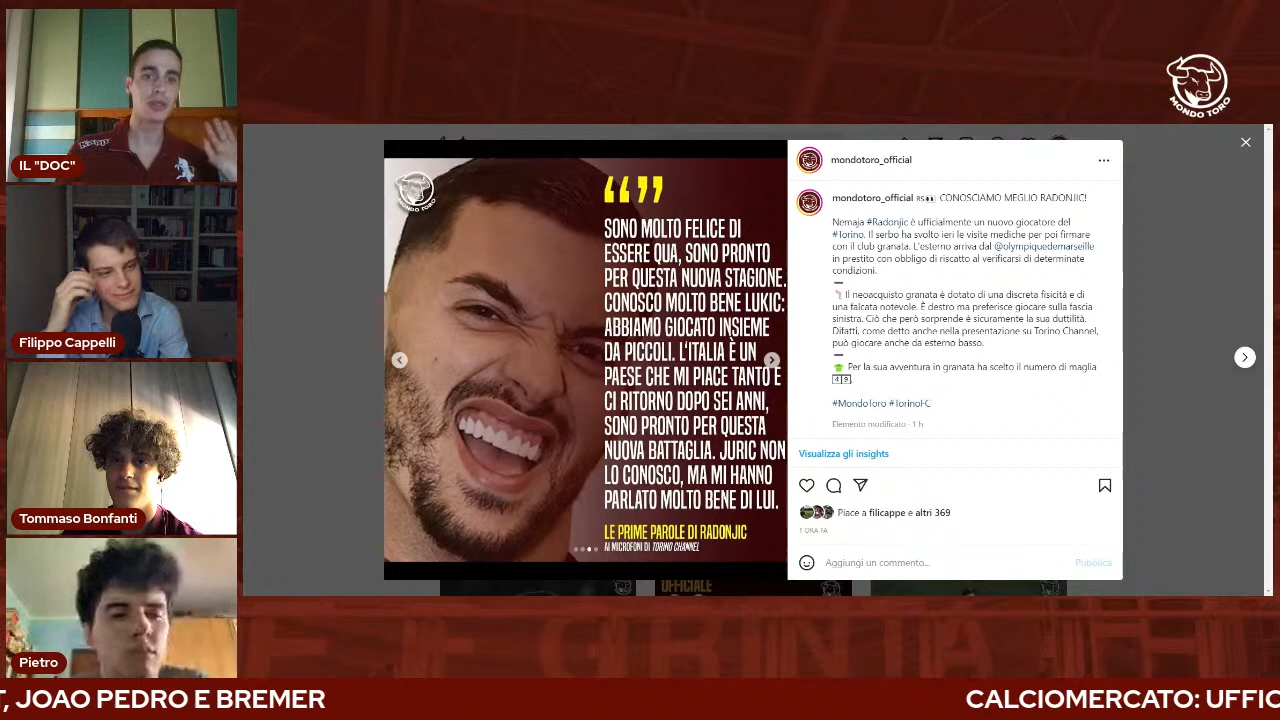 IL "DOC"
Filippo Cappelli
Tommaso Bonfanti
Pietro
MONDO TORO
MONDO TORO
“”
SONO MOLTO FELICE DI
ESSERE QUA, SONO PRONTO
PER QUESTA NUOVA STAGIONE.
CONOSCO MOLTO BENE LUKIC:
ABBIAMO GIOCATO INSIEME
DA PICCOLI. L'ITALIA È UN
PAESE CHE MI PIACE TANTO E
CI RITORNO DOPO SEI ANNI,
SONO PRONTO PER QUESTA
NUOVA BATTAGLIA. JURIC NON
LO CONOSCO, MA MI HANNO
PARLATO MOLTO BENE DI LUI.
LE PRIME PAROLE DI RADONJIC
AI MICROFONI DI TORINO CHANNEL
mondotoro_official
mondotoro_official RS CONOSCIAMO MEGLIO RADONJIC!
Nemaja #Radonjic è ufficialmente un nuovo giocatore del
#Torino. Il serbo ha svolto ieri le visite mediche per poi firmare
con il club granata. L'esterno arriva dal @olympiquedemarseille
in prestito con obbligo di riscatto al verificarsi di determinate
condizioni.
Il neoacquisto granata è dotato di una discreta fisicità e di
una falcata notevole. È destro ma preferisce giocare sulla fascia
sinistra. Ciò che però sorprende è sicuramente la sua duttilità.
Difatti, come detto anche nella presentazione su Torino Channel,
può giocare anche da esterno basso.
Per la sua avventura in granata ha scelto il numero di maglia
49.
#MondoToro #TorinoFC
Elemento modificato · 1 h
Visualizza gli insights
Piace a filicappe e altri 369
1 ORA FA
Aggiungi un commento...
Pubblica
UFFICIALE
T, JOAO PEDRO E BREMER
CALCIOMERCATO: UFFIC